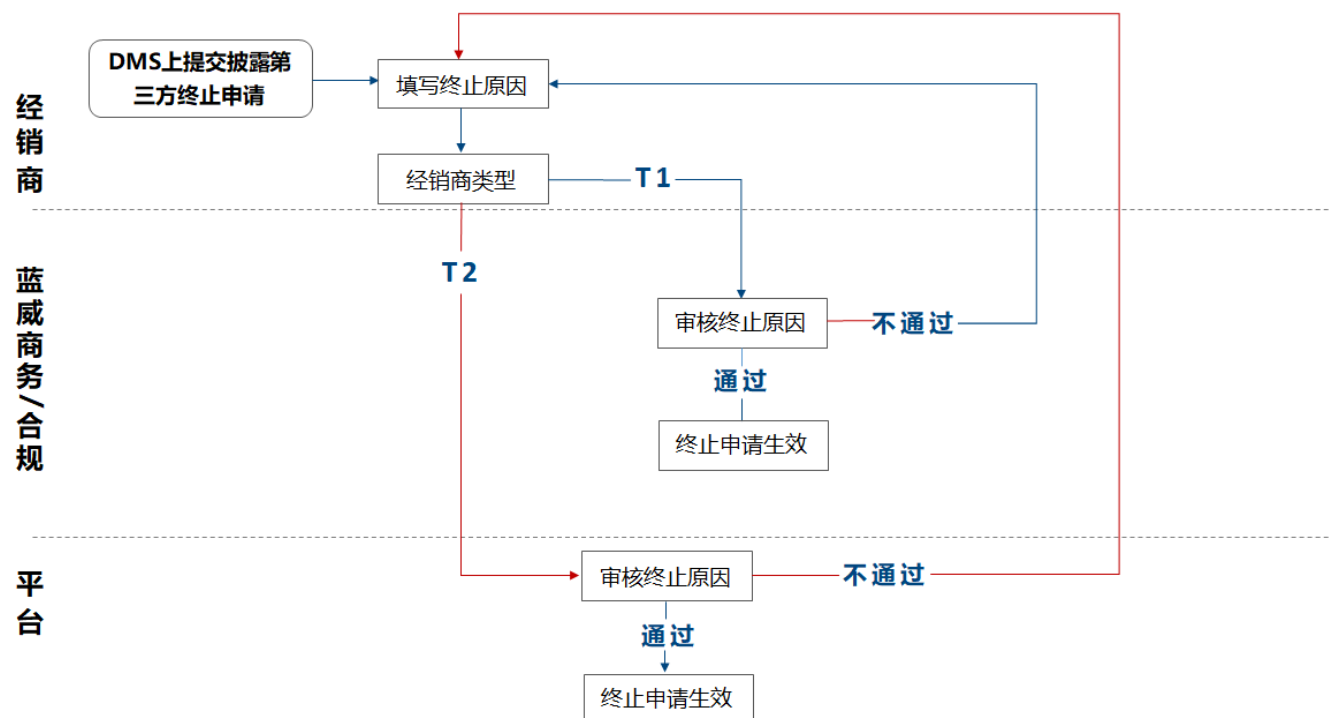 经销商
DMS上提交披露第
三方终止申请
填写终止原因
经销商类型
T1
T2
蓝威商务/合规
审核终止原因
不通过
通过
终止申请生效
平台
审核终止原因
不通过
通过
终止申请生效